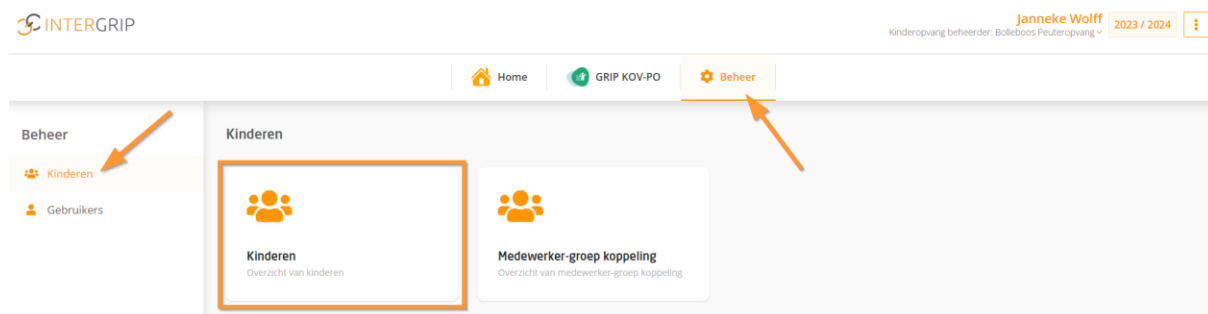 INTERGRIP
Janneke Wolff
Kinderopvang beheerder: Bolleboos Peuteropvang
2023 / 2024
Home
GRIP KOV-PO
Beheer
Beheer
Kinderen
Gebruikers
Kinderen
Kinderen
Overzicht van kinderen
Medewerker-groep koppeling
Overzicht van medewerker-groep koppeling